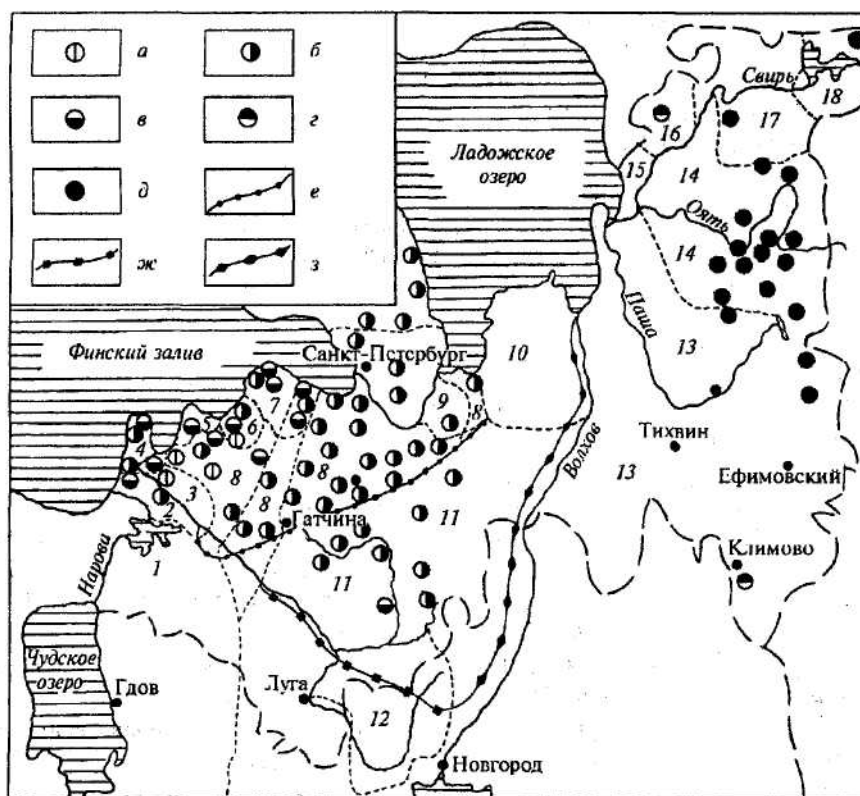 а
б
в
г
д
е
ж
з
Свирь
18
17
16
Ладожское
озеро
15
14
Оять
14
Финский залив
Санкт-Петербург
10
Паша
13
7
9
8
5
6
4
Тихвин
8
Волхов
13
3
8
8
Ефимовский
2
Гатчина
11
Нарова
1
11
Климово
Чудское
озеро
Гдов
Луга
12
Новгород